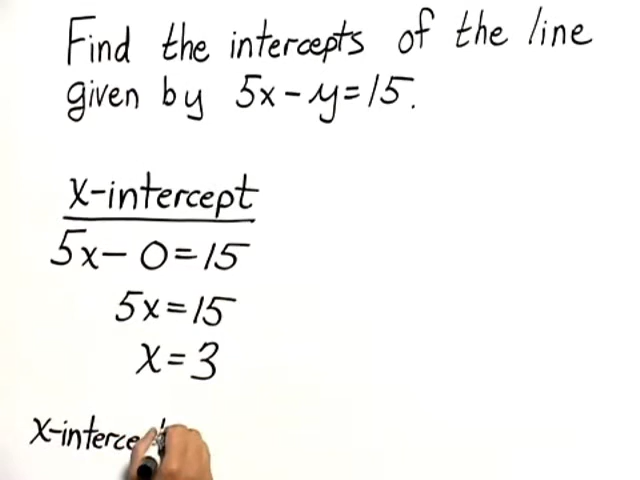 Find the intercepts of the line
given by 5x - y = 15.
x-intercept
5x - 0 = 15
5x = 15
x = 3